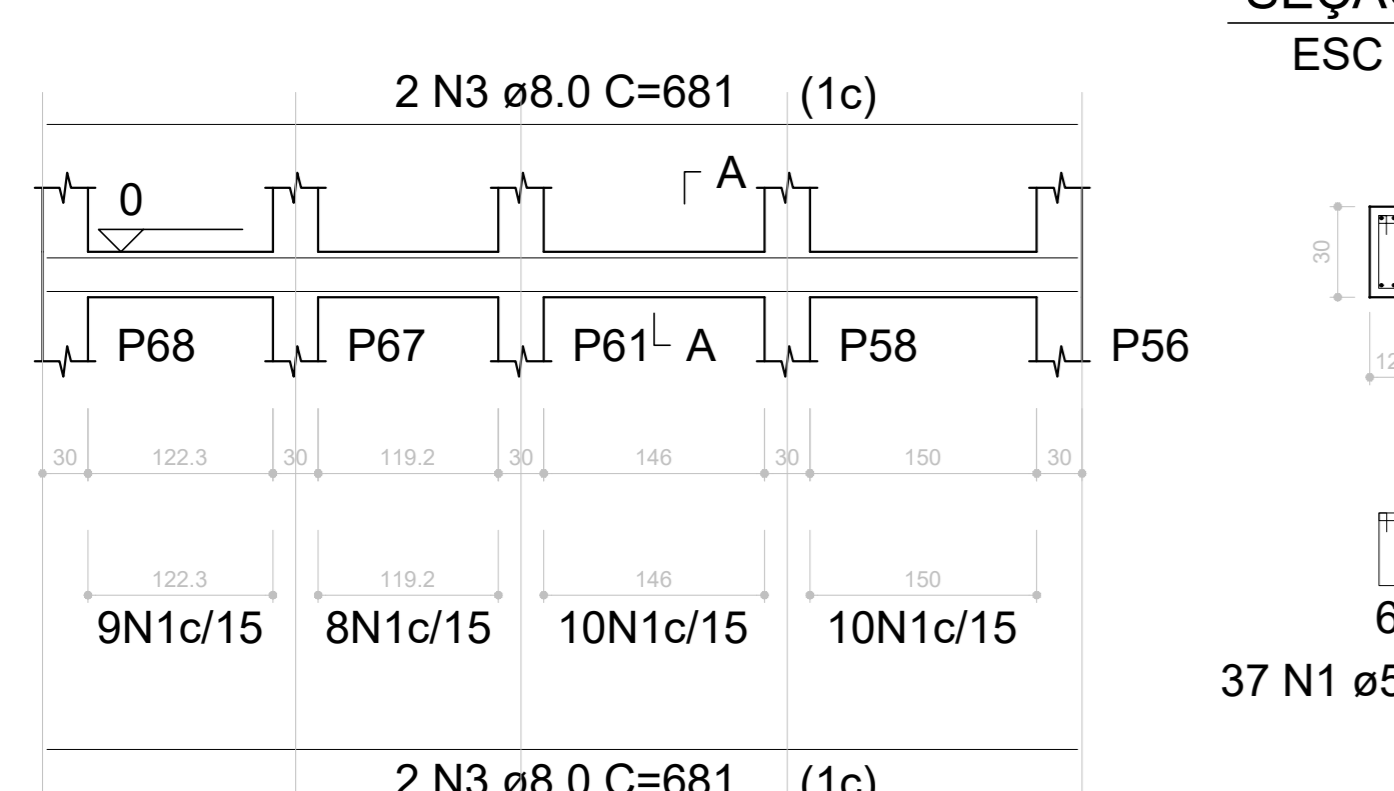 ESC
2 N3 ø8.0 C=681 (1c)
A
0
30
P68 P67 P61 A P58 P56
30 122.3 30 119.2 30 146 30 150 30
122.3 119.2 146 150
9N1c/15 8N1c/15 10N1c/15 10N1c/15
37 N1
2 N3 ø8.0 C=681 (1c)